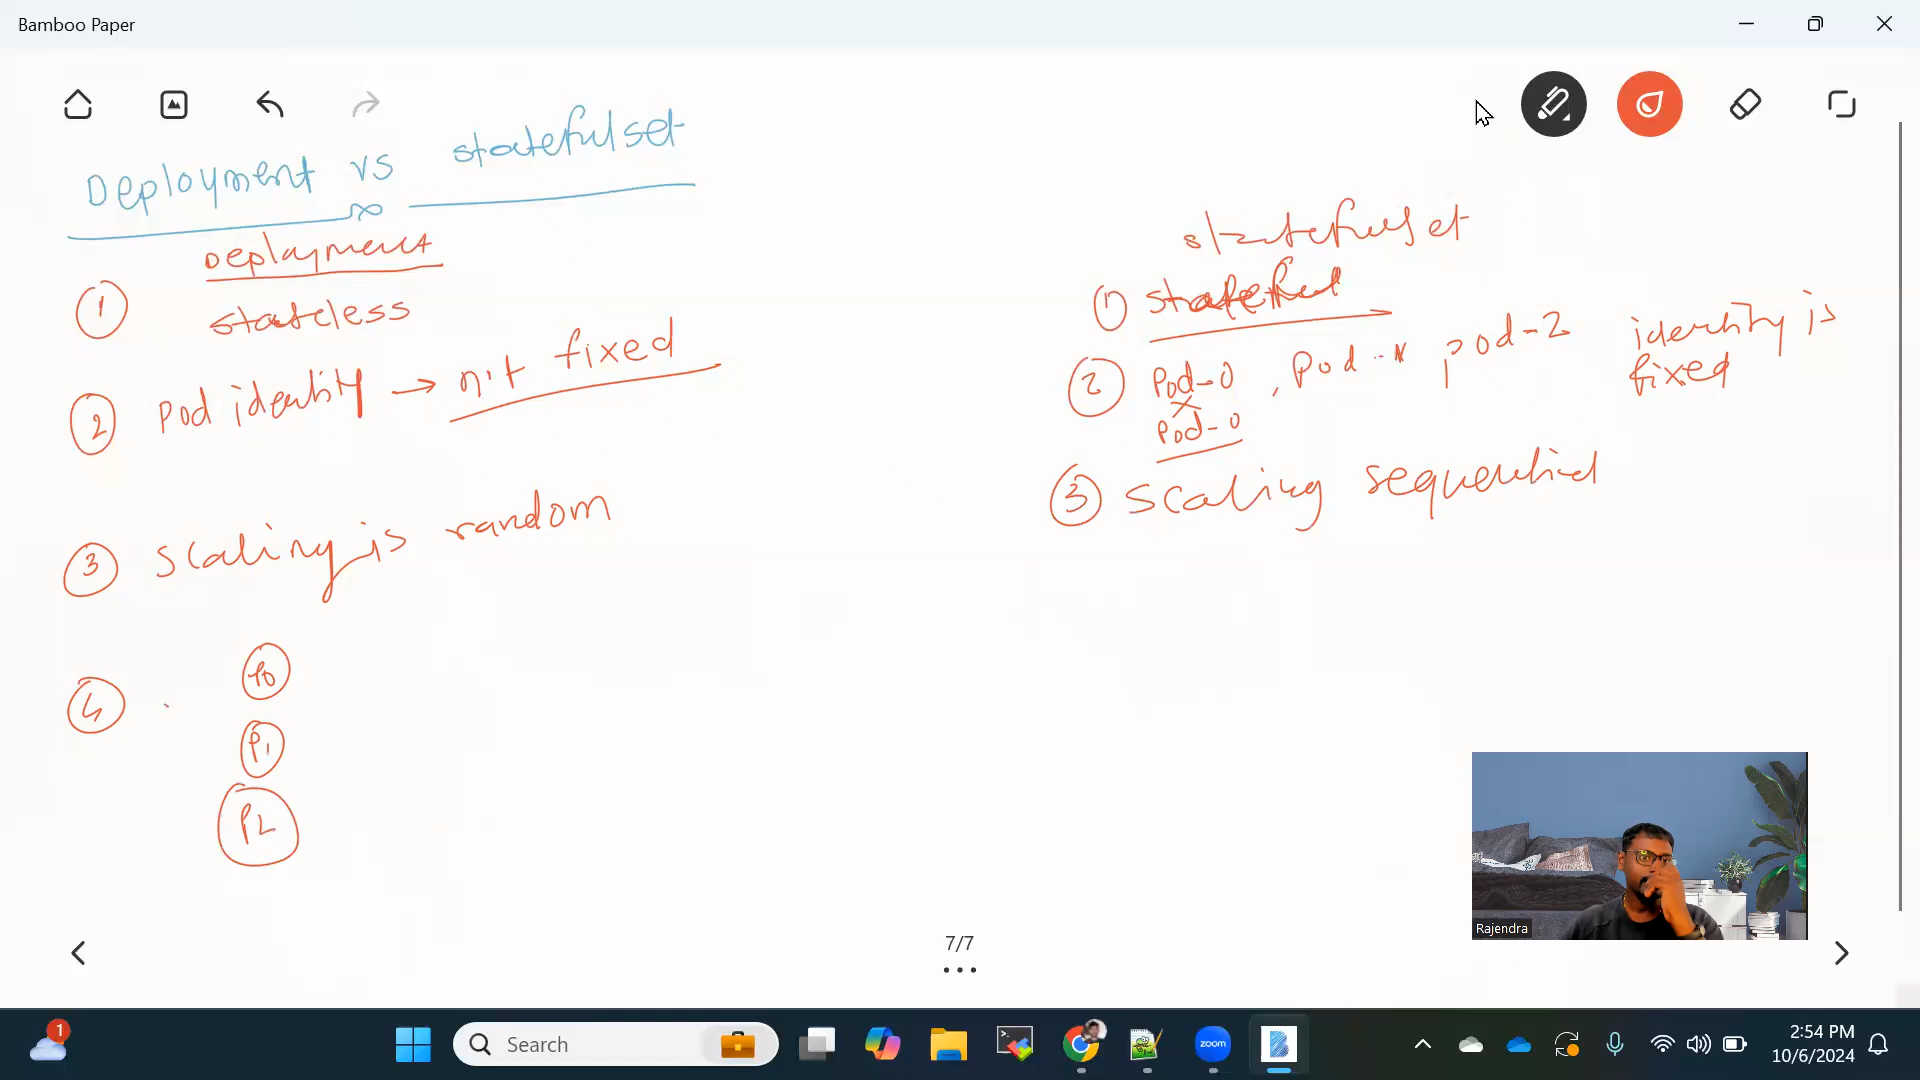 Bamboo Paper
Deployment vs statefulset
Deployment
① stateless
② Pod identity → not fixed
③ Scaling is random
④
P0
P1
P2
statefulset
① stateful
② Pod-0 , Pod- pod-2 identity is
fixed
Pod-0
③ Scaling sequential
Rajendra
7/7
1
Search
zoom
2:54 PM
10/6/2024